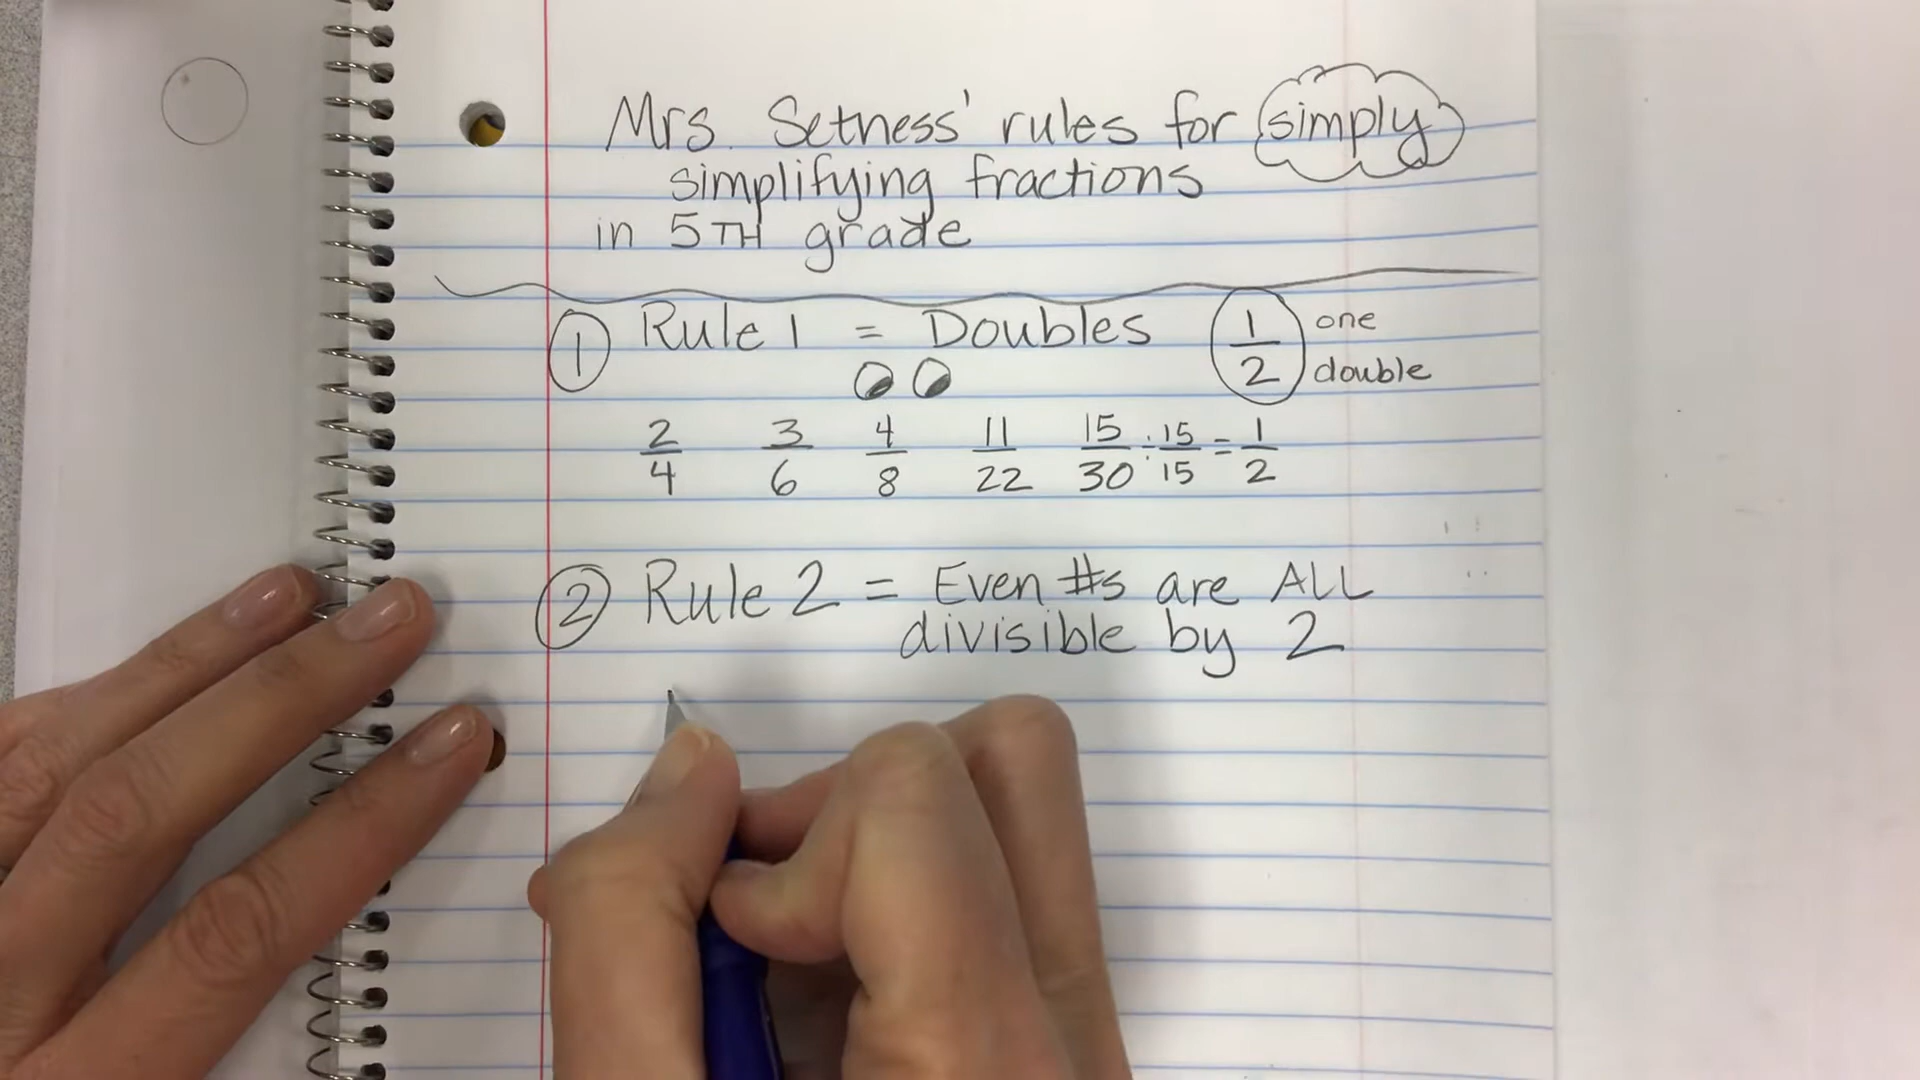 Mrs. Setness' rules for simply
simplifying fractions
in 5TH grade
① Rule 1 = Doubles 1/2 one double
2/4 3/6 4/8 11/22 15/30 ÷ 15/15 = 1/2
② Rule 2 = Even #s are ALL
divisible by 2